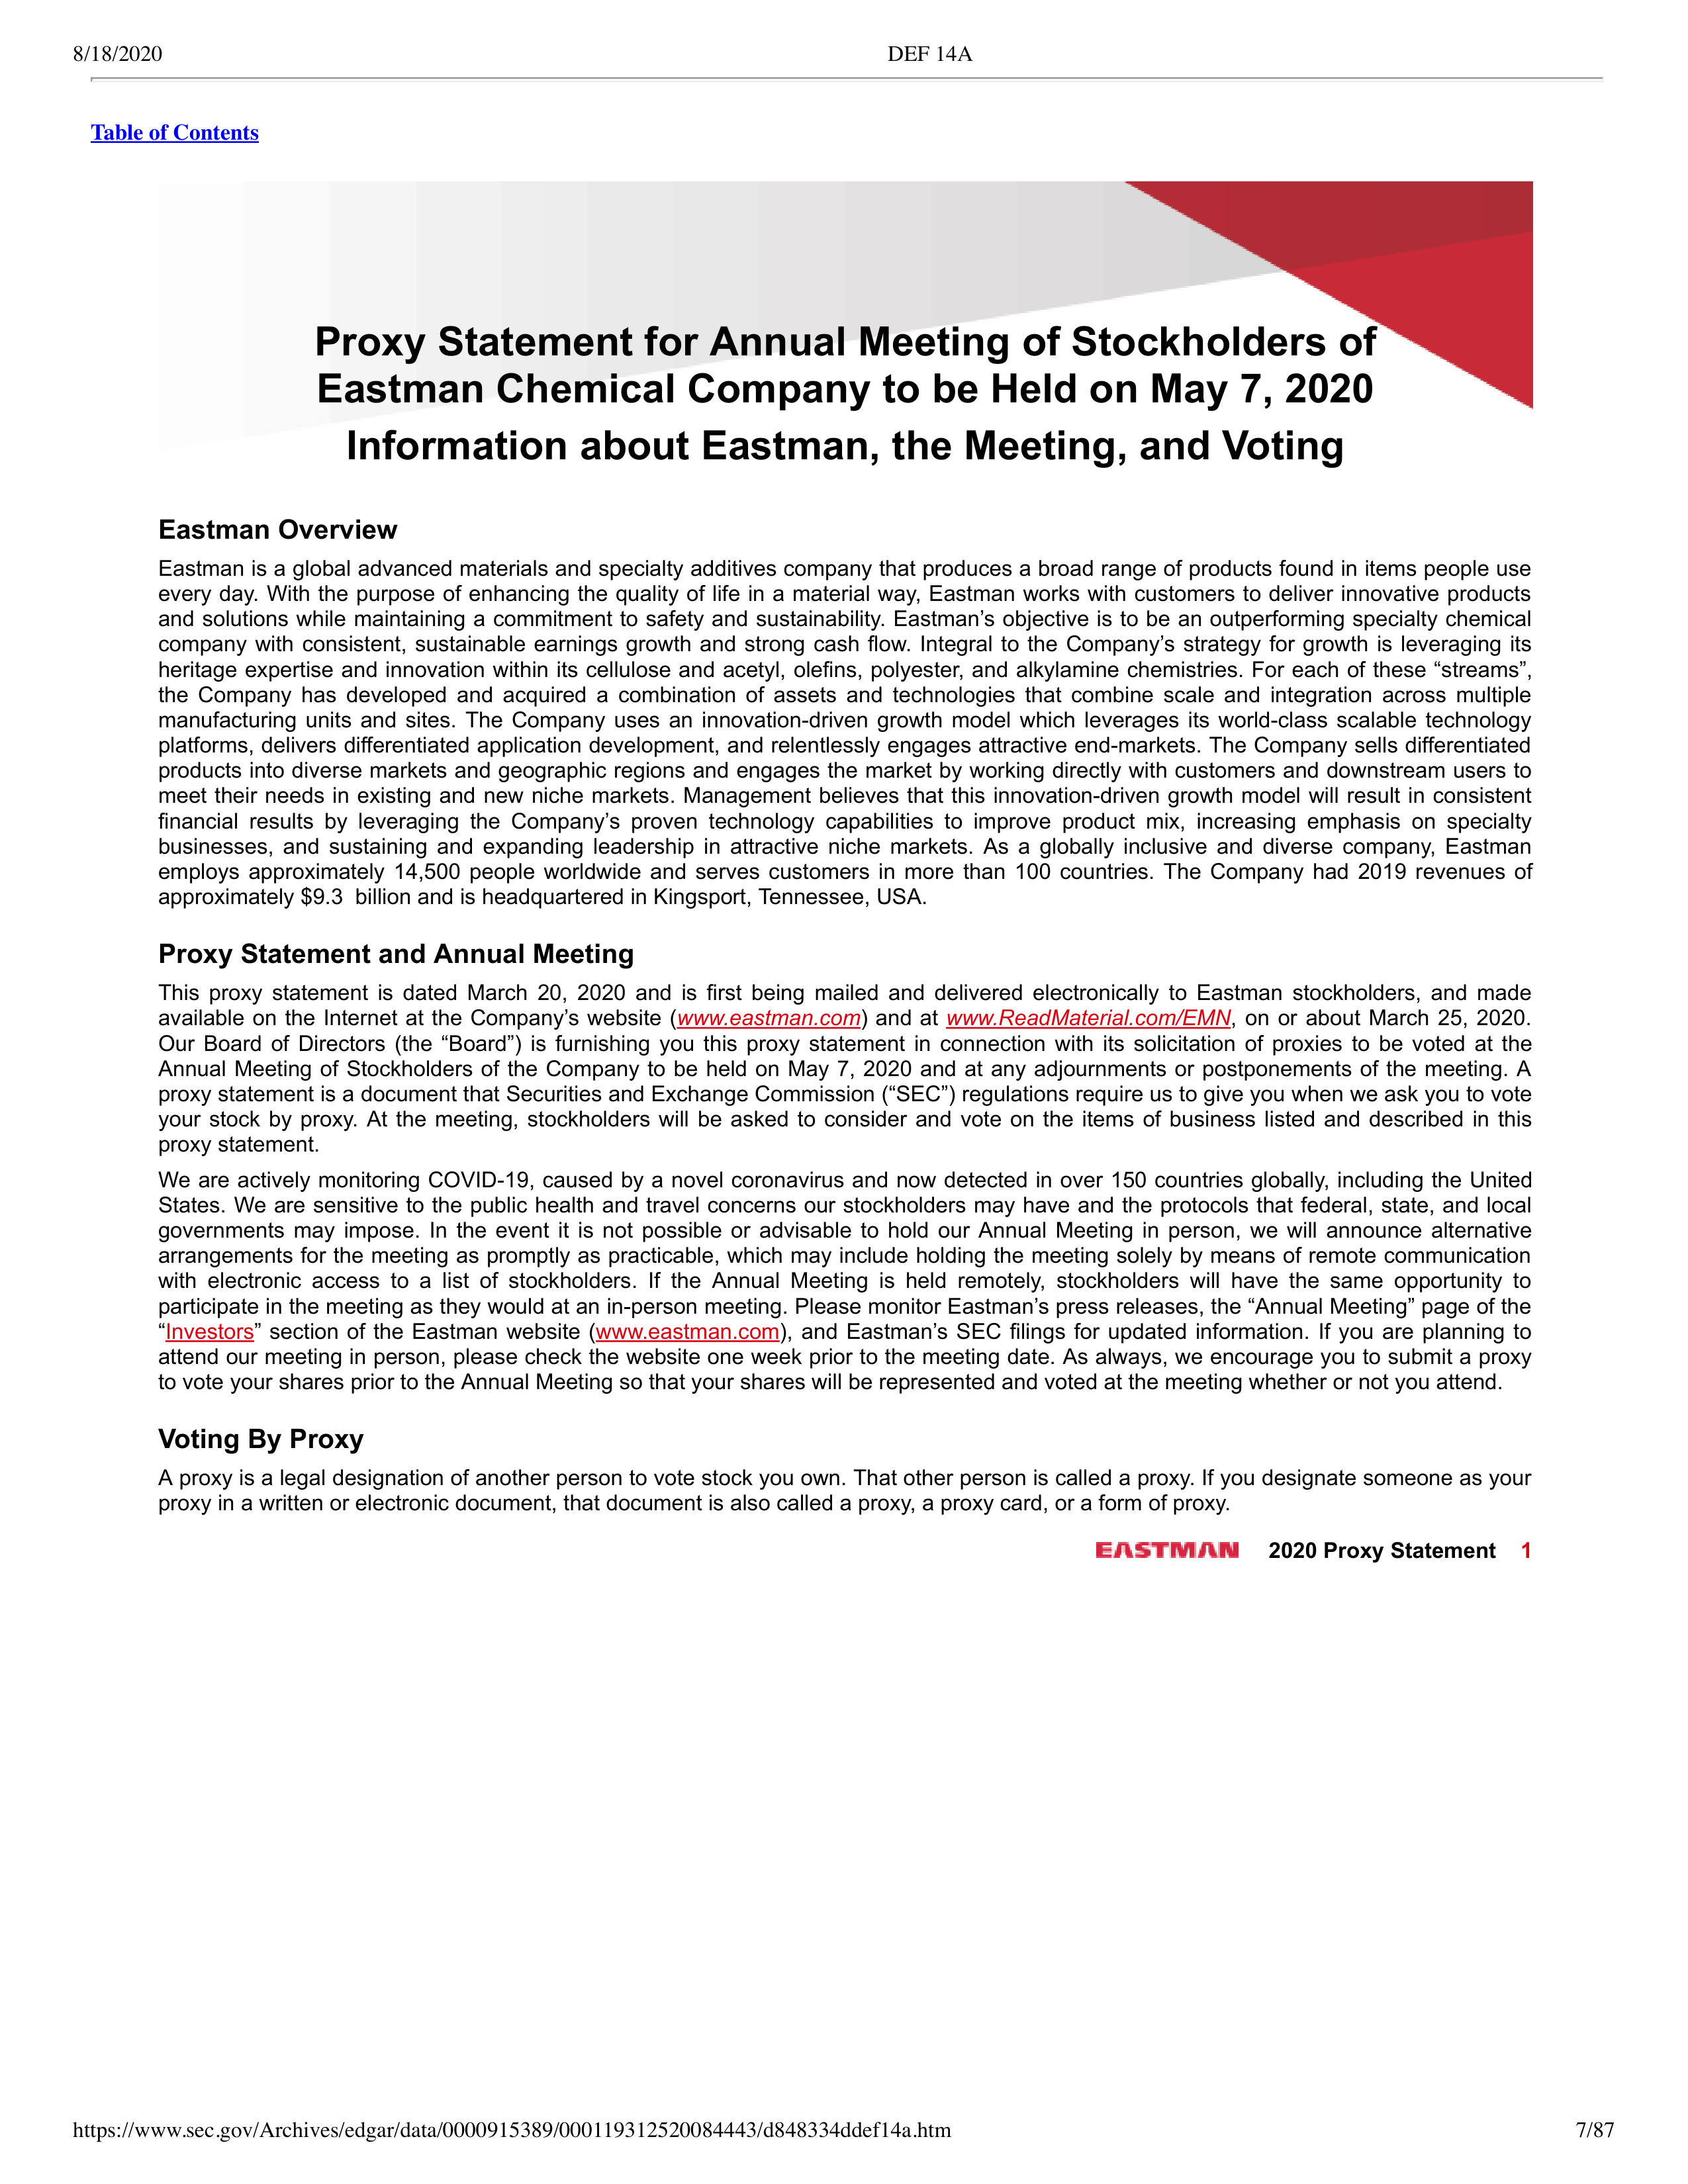 8/18/2020 DEF 14A
Table of Contents
Proxy Statement for Annual Meeting of Stockholders of
Eastman Chemical Company to be Held on May 7, 2020
Information about Eastman, the Meeting, and Voting
Eastman Overview
Eastman is a global advanced materials and specialty additives company that produces a broad range of products found in items people use
every day. With the purpose of enhancing the quality of life in a material way, Eastman works with customers to deliver innovative products
and solutions while maintaining a commitment to safety and sustainability. Eastman’s objective is to be an outperforming specialty chemical
company with consistent, sustainable earnings growth and strong cash flow. Integral to the Company’s strategy for growth is leveraging its
heritage expertise and innovation within its cellulose and acetyl, olefins, polyester, and alkylamine chemistries. For each of these “streams”,
the Company has developed and acquired a combination of assets and technologies that combine scale and integration across multiple
manufacturing units and sites. The Company uses an innovation-driven growth model which leverages its world-class scalable technology
platforms, delivers differentiated application development, and relentlessly engages attractive end-markets. The Company sells differentiated
products into diverse markets and geographic regions and engages the market by working directly with customers and downstream users to
meet their needs in existing and new niche markets. Management believes that this innovation-driven growth model will result in consistent
financial results by leveraging the Company’s proven technology capabilities to improve product mix, increasing emphasis on specialty
businesses, and sustaining and expanding leadership in attractive niche markets. As a globally inclusive and diverse company, Eastman
employs approximately 14,500 people worldwide and serves customers in more than 100 countries. The Company had 2019 revenues of
approximately $9.3 billion and is headquartered in Kingsport, Tennessee, USA.
Proxy Statement and Annual Meeting
This proxy statement is dated March 20, 2020 and is first being mailed and delivered electronically to Eastman stockholders, and made
available on the Internet at the Company’s website (www.eastman.com) and at www.ReadMaterial.com/EMN, on or about March 25, 2020.
Our Board of Directors (the “Board”) is furnishing you this proxy statement in connection with its solicitation of proxies to be voted at the
Annual Meeting of Stockholders of the Company to be held on May 7, 2020 and at any adjournments or postponements of the meeting. A
proxy statement is a document that Securities and Exchange Commission (“SEC”) regulations require us to give you when we ask you to vote
your stock by proxy. At the meeting, stockholders will be asked to consider and vote on the items of business listed and described in this
proxy statement.
We are actively monitoring COVID-19, caused by a novel coronavirus and now detected in over 150 countries globally, including the United
States. We are sensitive to the public health and travel concerns our stockholders may have and the protocols that federal, state, and local
governments may impose. In the event it is not possible or advisable to hold our Annual Meeting in person, we will announce alternative
arrangements for the meeting as promptly as practicable, which may include holding the meeting solely by means of remote communication
with electronic access to a list of stockholders. If the Annual Meeting is held remotely, stockholders will have the same opportunity to
participate in the meeting as they would at an in-person meeting. Please monitor Eastman’s press releases, the “Annual Meeting” page of the
“Investors” section of the Eastman website (www.eastman.com), and Eastman’s SEC filings for updated information. If you are planning to
attend our meeting in person, please check the website one week prior to the meeting date. As always, we encourage you to submit a proxy
to vote your shares prior to the Annual Meeting so that your shares will be represented and voted at the meeting whether or not you attend.
Voting By Proxy
A proxy is a legal designation of another person to vote stock you own. That other person is called a proxy. If you designate someone as your
proxy in a written or electronic document, that document is also called a proxy, a proxy card, or a form of proxy.
EASTMAN 2020 Proxy Statement 1
https://www.sec.gov/Archives/edgar/data/0000915389/000119312520084443/d848334ddef14a.htm 7/87